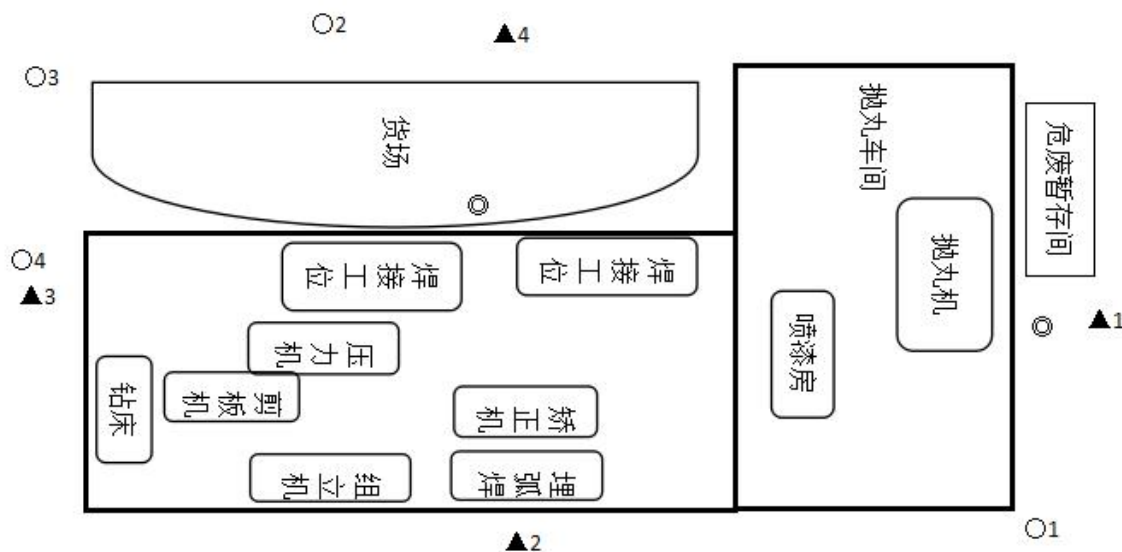 ○2
▲4
○3
货场
抛丸车间
危废暂存间
抛丸机
◎
○4
▲3
焊接工位
焊接工位
喷漆房
◎
▲1
压力机
剪板机
钻床
矫正机
组立机
埋弧焊
▲2
○1